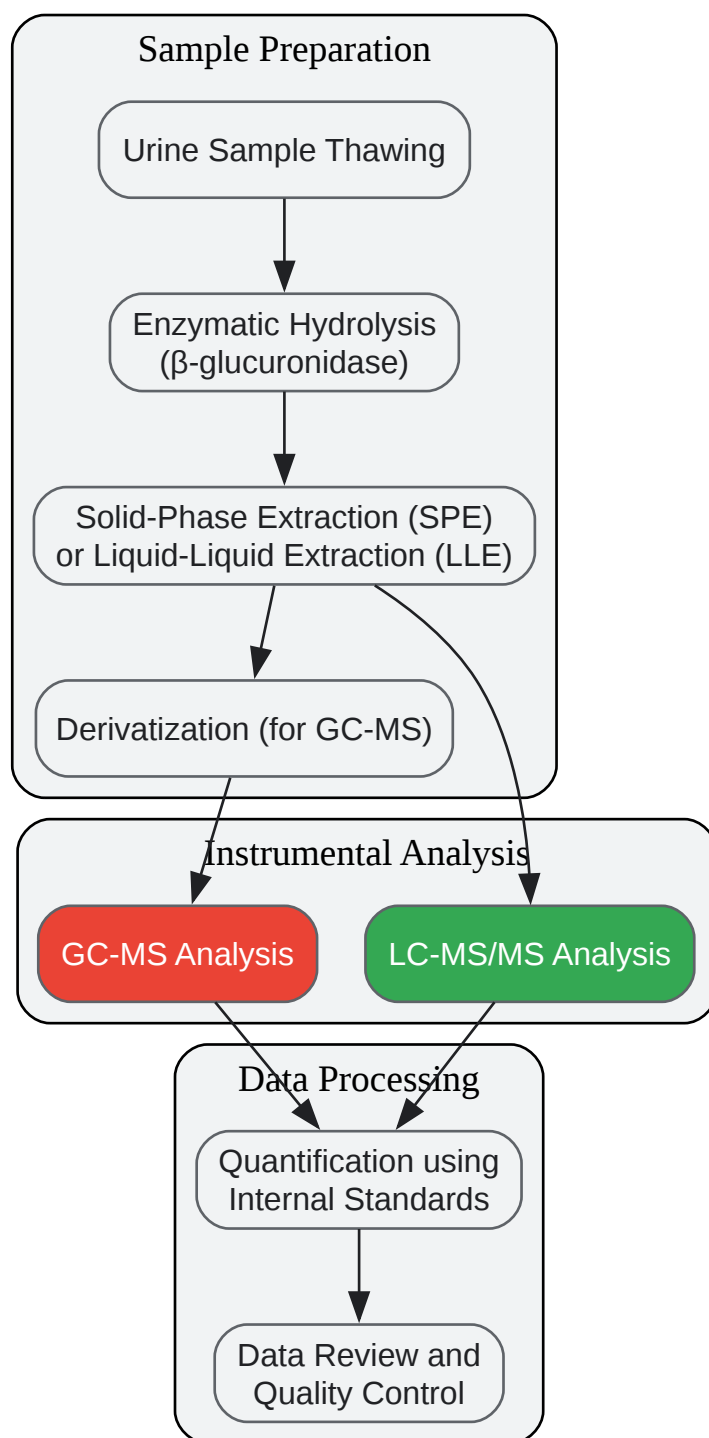 Sample Preparation
Urine Sample Thawing
Enzymatic Hydrolysis
(β-glucuronidase)
Solid-Phase Extraction (SPE)
or Liquid-Liquid Extraction (LLE)
Derivatization (for GC-MS)
Instrumental Analysis
GC-MS Analysis
LC-MS/MS Analysis
Data Processing
Quantification using
Internal Standards
Data Review and
Quality Control